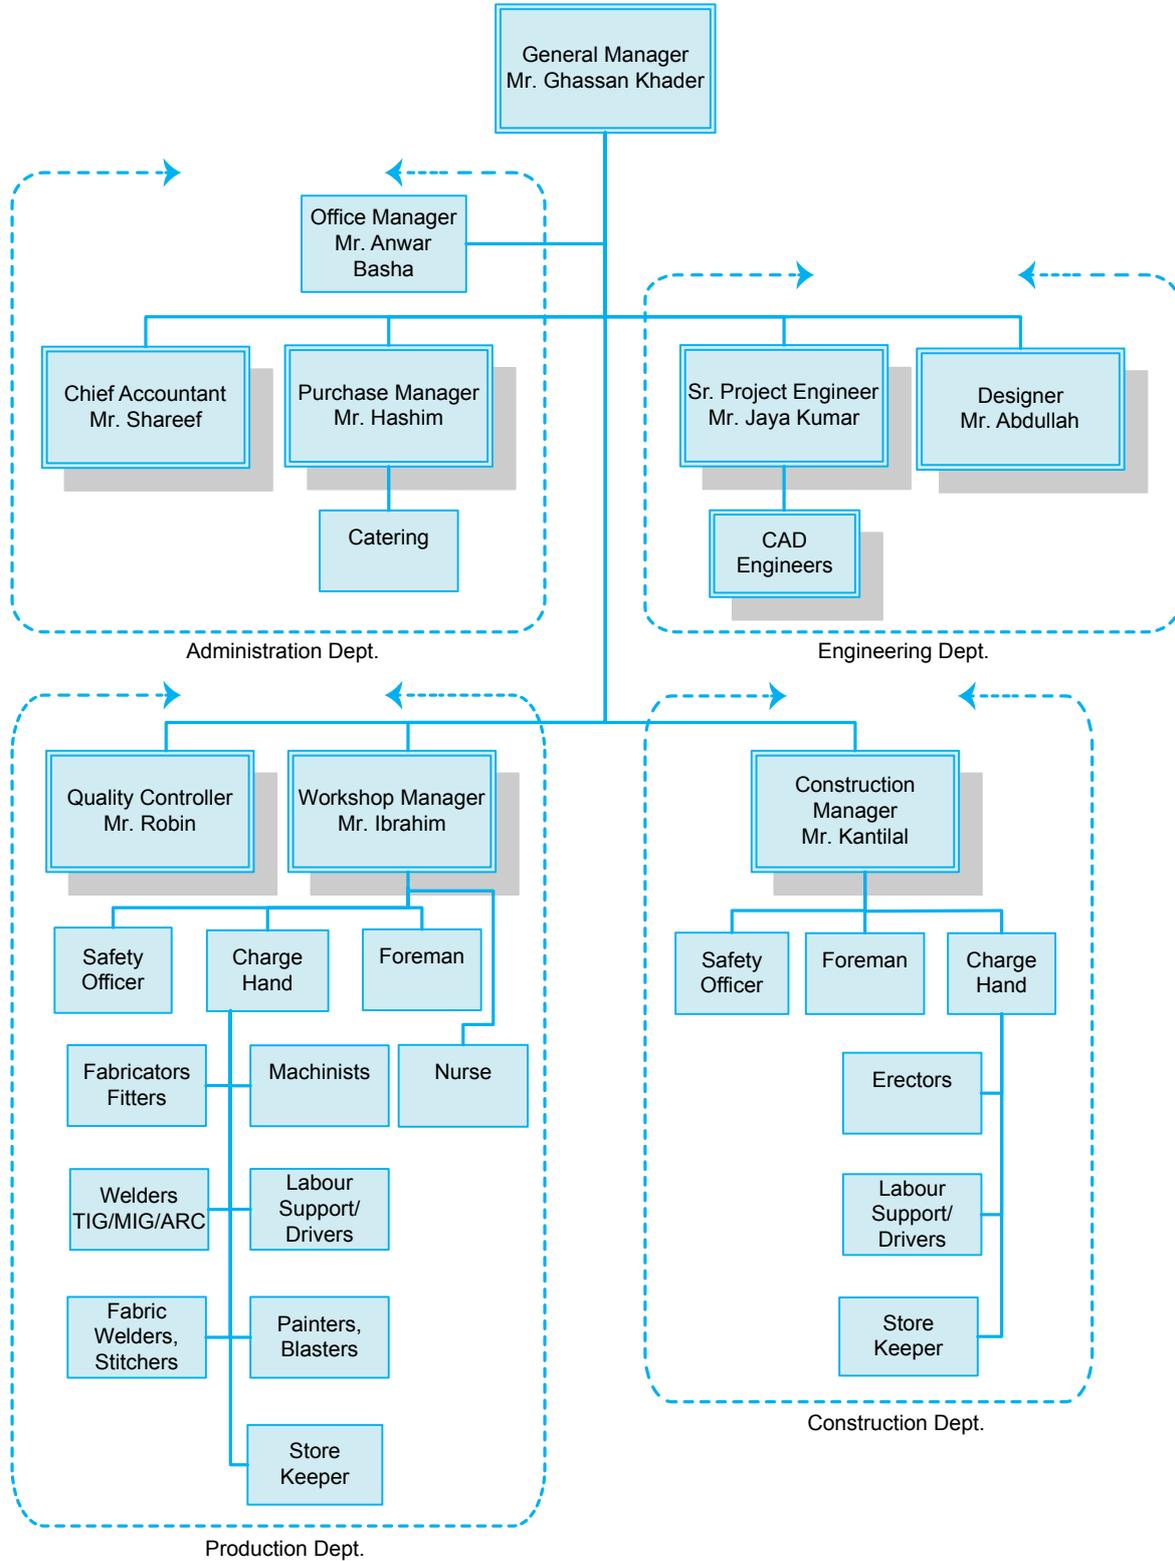 General Manager
Mr. Ghassan Khader
Office Manager
Mr. Anwar
Basha
Chief Accountant
Mr. Shareef
Purchase Manager
Mr. Hashim
Sr. Project Engineer
Mr. Jaya Kumar
Designer
Mr. Abdullah
Catering
CAD
Engineers
Administration Dept.
Engineering Dept.
Quality Controller
Mr. Robin
Workshop Manager
Mr. Ibrahim
Construction
Manager
Mr. Kantilal
Safety
Officer
Charge
Hand
Foreman
Safety
Officer
Foreman
Charge
Hand
Fabricators
Fitters
Machinists
Nurse
Erectors
Welders
TIG/MIG/ARC
Labour
Support/
Drivers
Labour
Support/
Drivers
Fabric
Welders,
Stitchers
Painters,
Blasters
Store
Keeper
Construction Dept.
Store
Keeper
Production Dept.